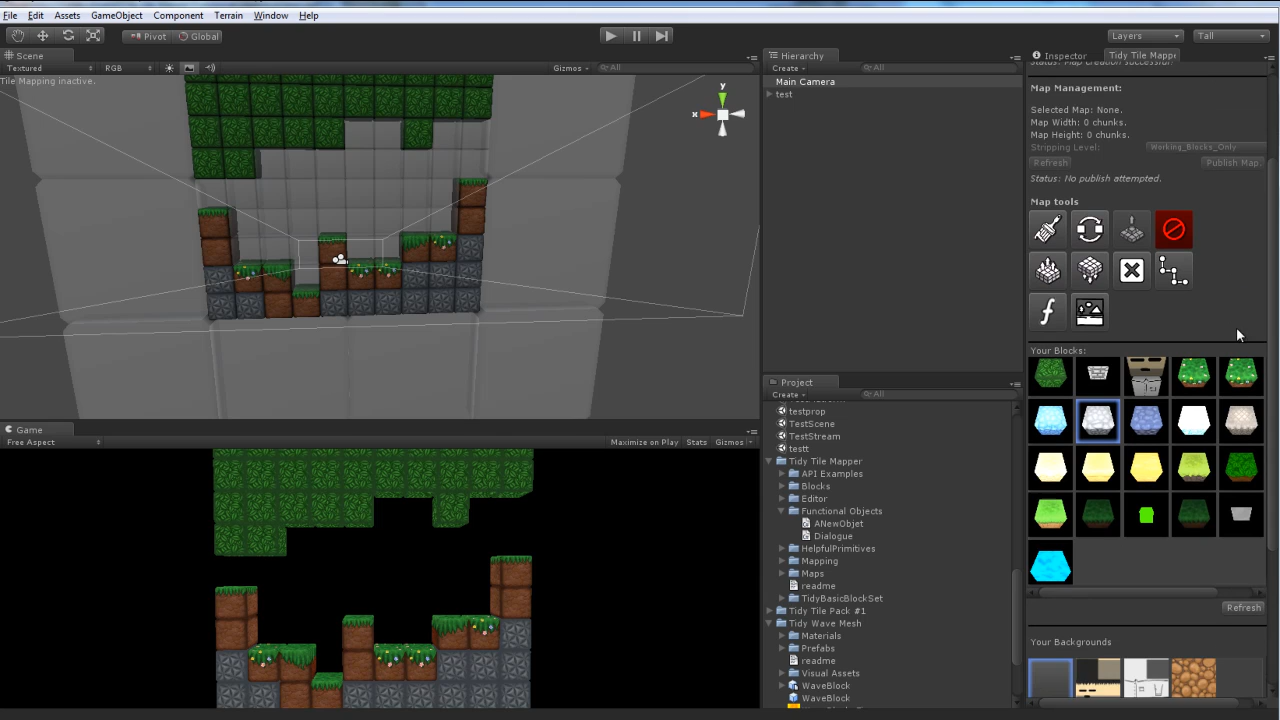 File Edit Assets GameObject Component Terrain Window Help
Pivot Global Layers Tall
Scene
Textured RGB Gizmos All
Tile Mapping inactive.
y
x
Game
Free Aspect Maximize on Play Stats Gizmos
Hierarchy
Create All
Main Camera
test
Project
Create All
testprop
TestScene
TestStream
testt
Tidy Tile Mapper
API Examples
Blocks
Editor
Functional Objects
ANewObjet
Dialogue
HelpfulPrimitives
Mapping
Maps
readme
TidyBasicBlockSet
Tidy Tile Pack #1
Tidy Wave Mesh
Materials
Prefabs
readme
Visual Assets
WaveBlock
WaveBlock
Inspector Tidy Tile Mappe
Status: Map creation successful.
Map Management:
Selected Map: None.
Map Width: 0 chunks.
Map Height: 0 chunks.
Stripping Level: Working_Blocks_Only
Refresh Publish Map
Status: No publish attempted.
Map tools
f
Your Blocks:
Refresh
Your Backgrounds